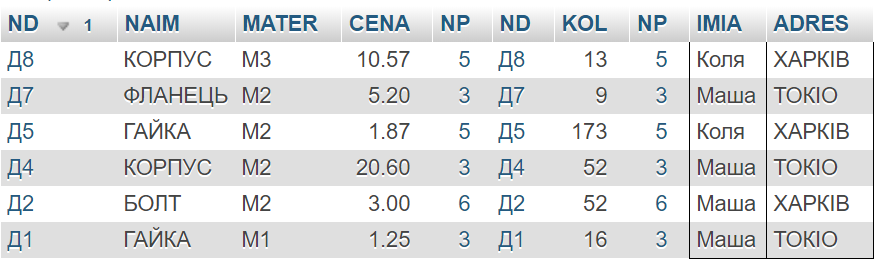 ND 1 NAIM MATER CENA NP ND KOL NP IMIA ADRES
Д8 КОРПУС М3 10.57 5 Д8 13 5 Коля ХАРКІВ
Д7 ФЛАНЕЦЬ М2 5.20 3 Д7 9 3 Маша ТОКІО
Д5 ГАЙКА М2 1.87 5 Д5 173 5 Коля ХАРКІВ
Д4 КОРПУС М2 20.60 3 Д4 52 3 Маша ТОКІО
Д2 БОЛТ М2 3.00 6 Д2 52 6 Маша ХАРКІВ
Д1 ГАЙКА М1 1.25 3 Д1 16 3 Маша ТОКІО